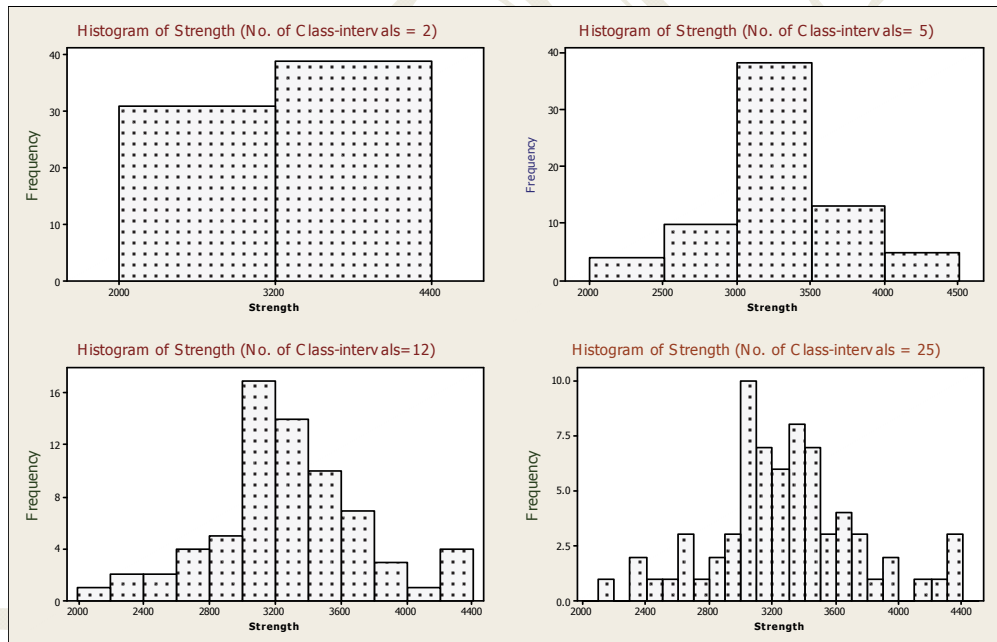 Histogram of Strength (No. of Class-intervals = 2)
40
30
20
10
0
Frequency
2000 3200 4400
Strength
Histogram of Strength (No. of Class-intervals= 5)
40
30
20
10
0
Frequency
2000 2500 3000 3500 4000 4500
Strength
Histogram of Strength (No. of Class-intervals=12)
16
12
8
4
0
Frequency
2000 2400 2800 3200 3600 4000 4400
Strength
Histogram of Strength (No. of Class-intervals = 25)
10.0
7.5
5.0
2.5
0.0
Frequency
2000 2400 2800 3200 3600 4000 4400
Strength